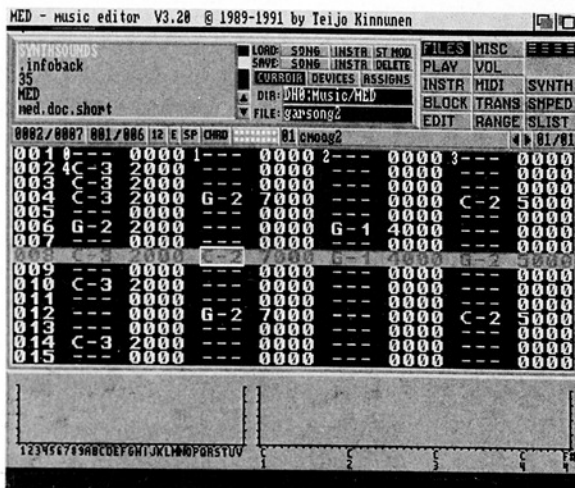 MED - music editor V3.20 © 1989-1991 by Teijo Kinnunen
SYNTHSOUNDS
.infoback
35
MED
med.doc.short
LOAD: SONG INSTR ST MOD
SAVE: SONG INSTR DELETE
CURRDIR DEVICES ASSIGNS
DIR: DH0:Music/MED
FILE: garsong2
FILES MISC
PLAY VOL
INSTR MIDI SYNTH
BLOCK TRANS SMPED
EDIT RANGE SLIST
0002/0007 001/006 12 E SP CHRD 01 cmoog2 01/01
001 0 --- 0000 1 --- 0000 2 --- 0000 3 --- 0000
002 4 C-3 2000 --- 0000 --- 0000 --- 0000
003 C-3 2000 --- 0000 --- 0000 --- 0000
004 C-3 2000 G-2 7000 --- 0000 C-2 5000
005 --- 0000 --- 0000 --- 0000 --- 0000
006 G-2 2000 --- 0000 G-1 4000 --- 0000
007 --- 0000 --- 0000 --- 0000 --- 0000
008 C-3 2000 C-2 7000 G-1 4000 G-2 5000
009 --- 0000 --- 0000 --- 0000 --- 0000
010 C-3 2000 --- 0000 --- 0000 --- 0000
011 --- 0000 --- 0000 --- 0000 --- 0000
012 --- 0000 G-2 7000 --- 0000 C-2 5000
013 --- 0000 --- 0000 --- 0000 --- 0000
014 C-3 2000 --- 0000 --- 0000 --- 0000
015 --- 0000 --- 0000 --- 0000 --- 0000
123456789ABCDEFGHIJKLMNOPQRSTUV
C C C C F#
1 2 3 4 4